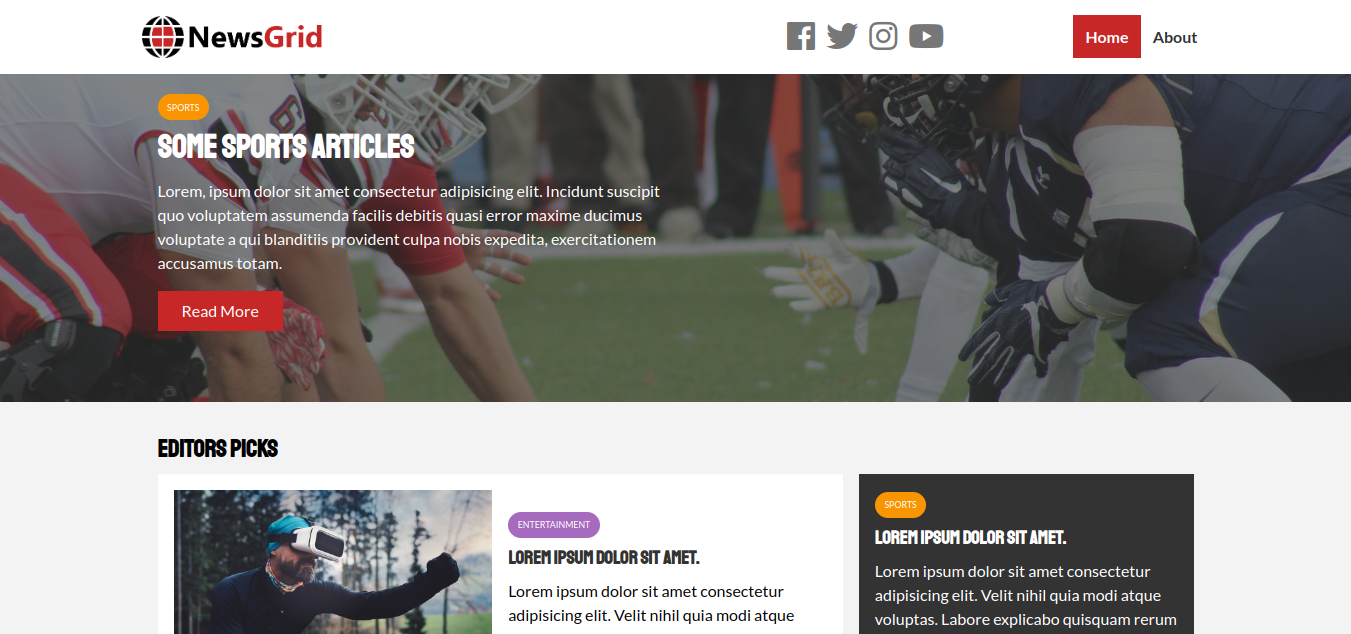 NewsGrid
Home
About
SPORTS
SOME SPORTS ARTICLES
Lorem, ipsum dolor sit amet consectetur adipisicing elit. Incidunt suscipit
quo voluptatem assumenda facilis debitis quasi error maxime ducimus
voluptate a qui blanditiis provident culpa nobis expedita, exercitationem
accusamus totam.
Read More
EDITORS PICKS
ENTERTAINMENT
LOREM IPSUM DOLOR SIT AMET.
Lorem ipsum dolor sit amet consectetur
adipisicing elit. Velit nihil quia modi atque
SPORTS
LOREM IPSUM DOLOR SIT AMET.
Lorem ipsum dolor sit amet consectetur
adipisicing elit. Velit nihil quia modi atque
voluptas. Labore explicabo quisquam rerum